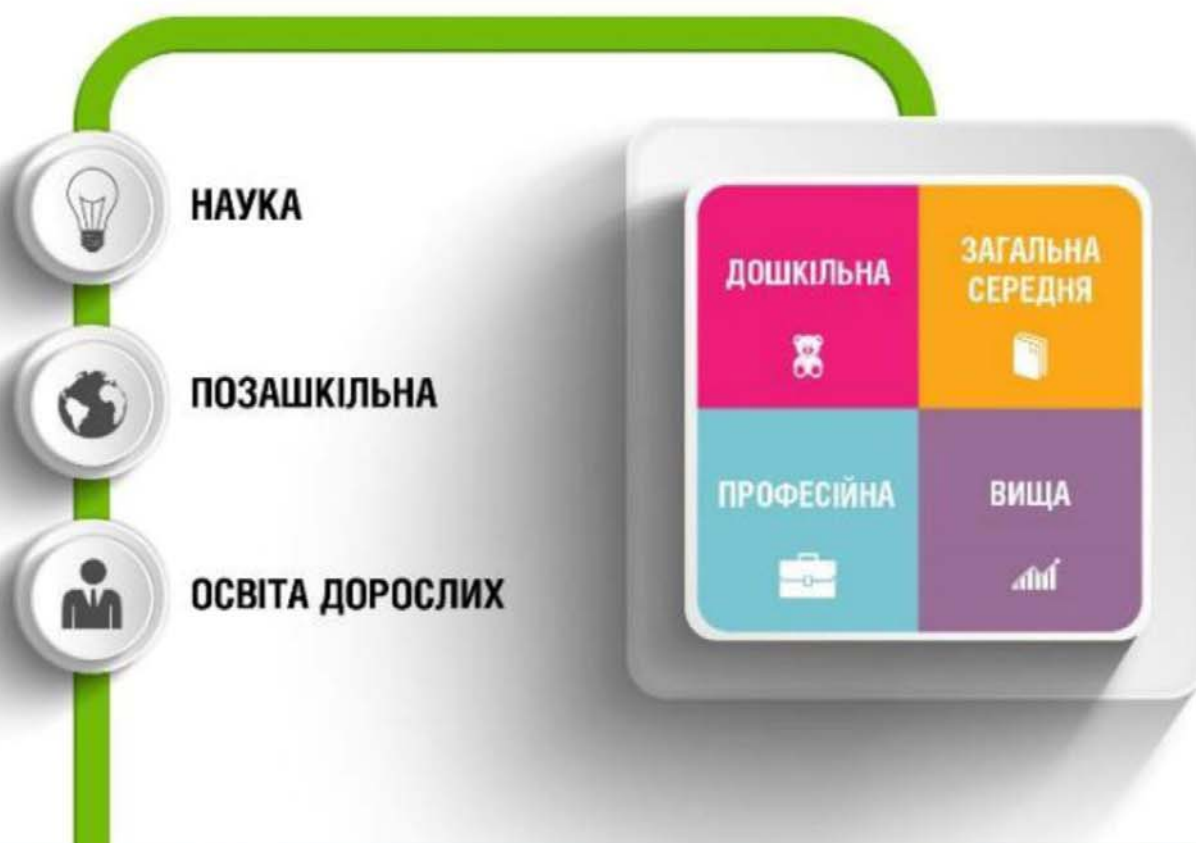 НАУКА
ПОЗАШКІЛЬНА
ОСВІТА ДОРОСЛИХ
ДОШКІЛЬНА
ЗАГАЛЬНА
СЕРЕДНЯ
ПРОФЕСІЙНА
ВИЩА